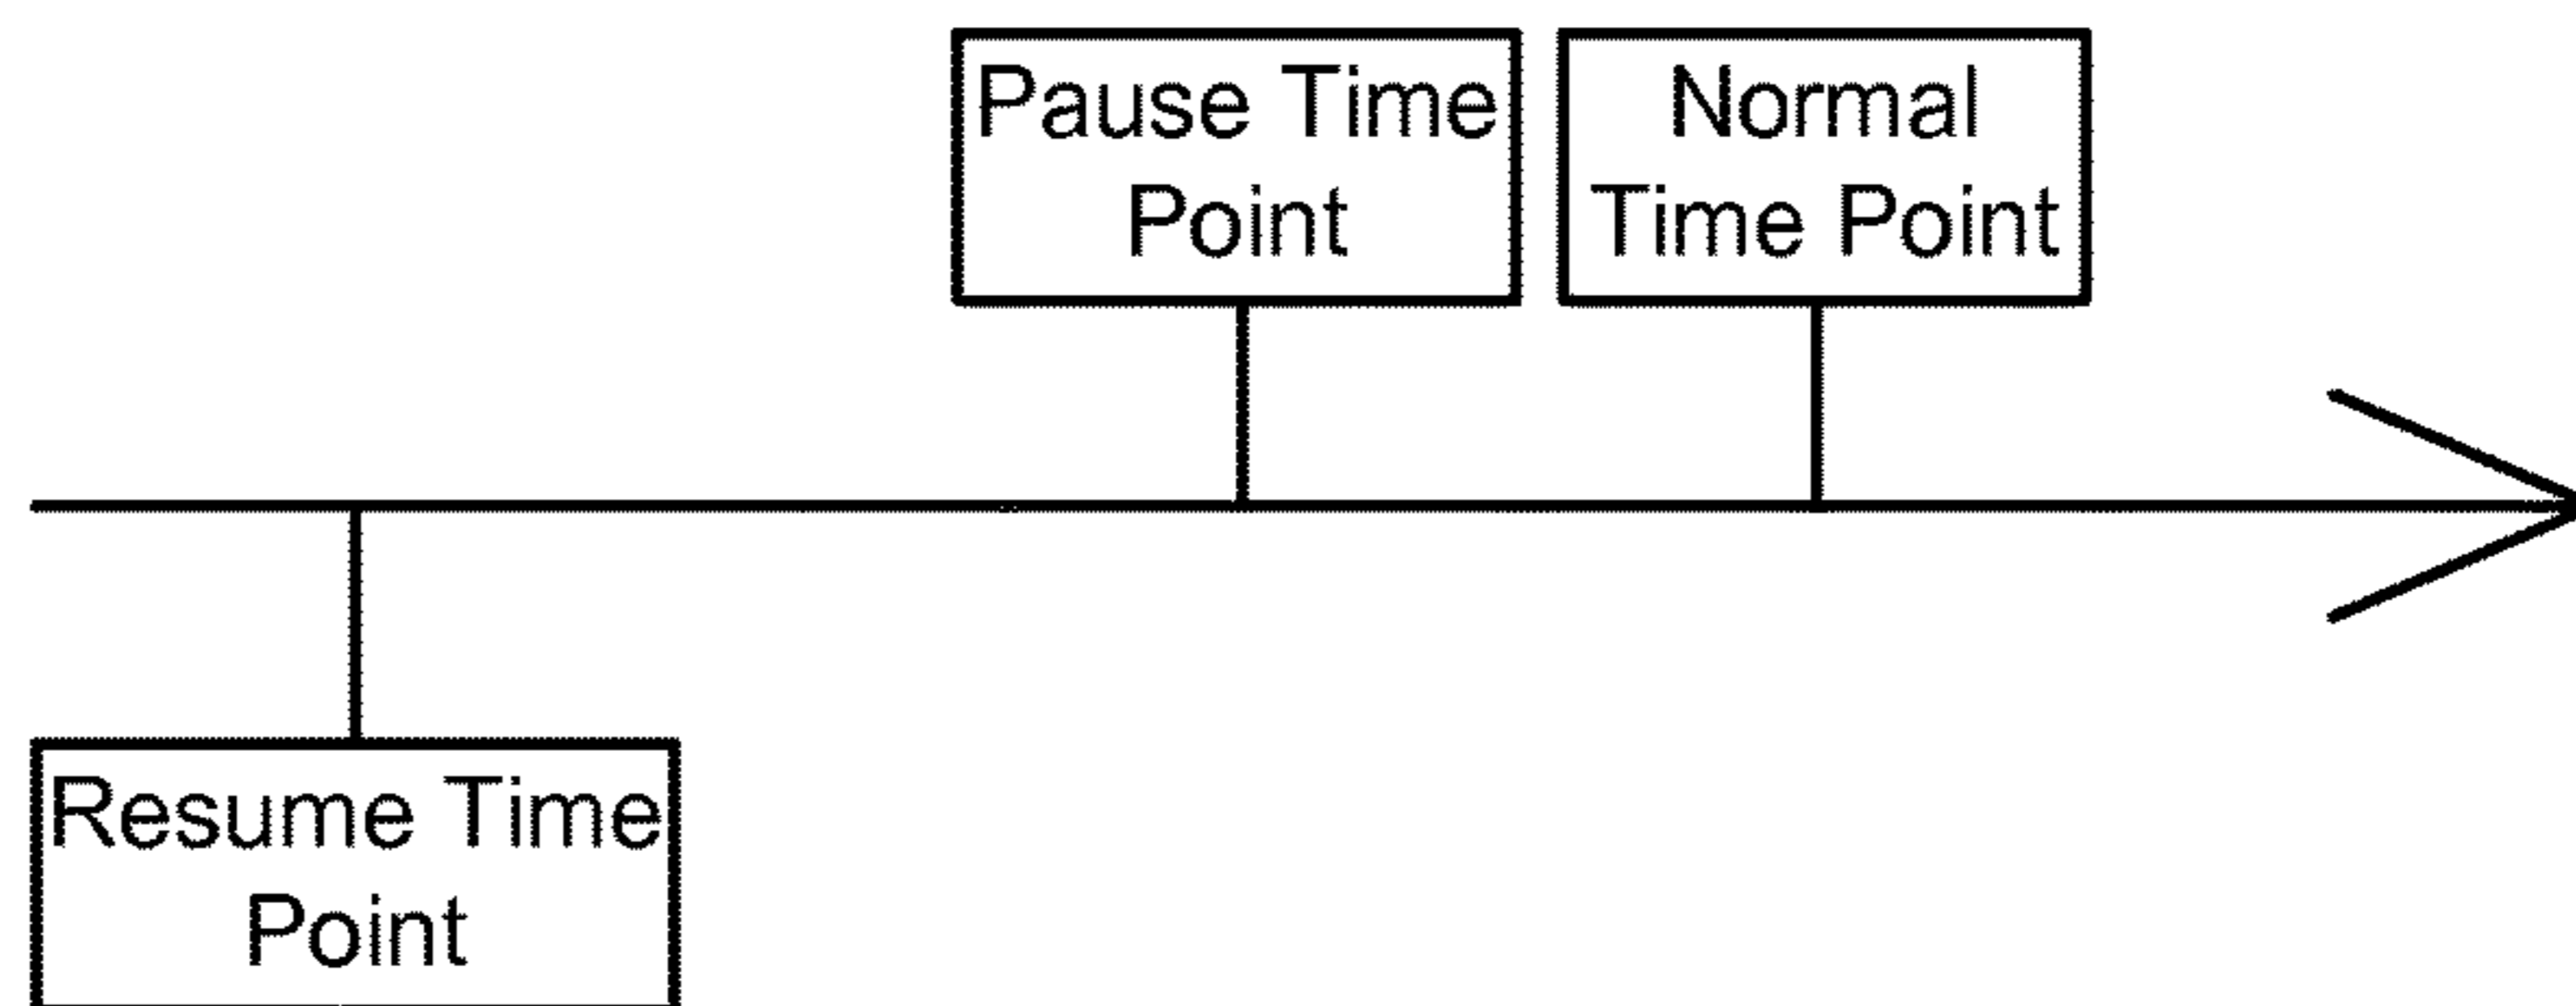 Pause Time
Point
Normal
Time Point
Resume Time
Point